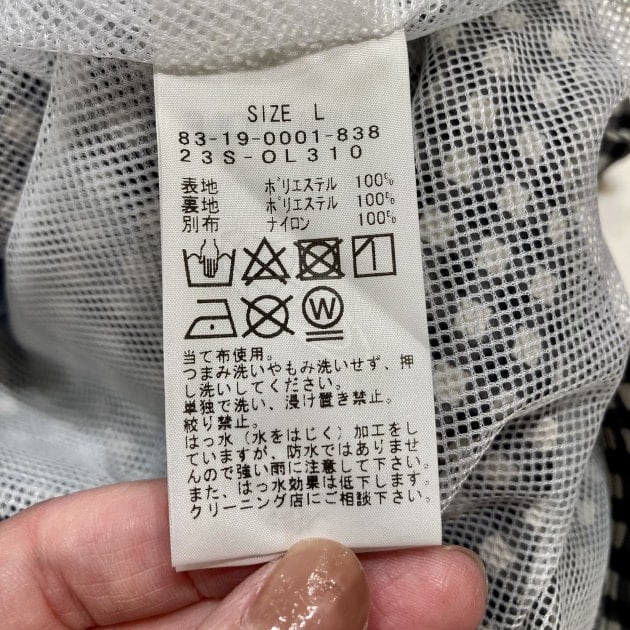 SIZE L
83-19-0001-838
23S-OL310
表地 ポリエステル 100%
裏地 ポリエステル 100%
別布 ナイロン 100%
W
当て布使用。
つまみ洗いやもみ洗いせず、押
し洗いしてください。
単独で洗い、浸け置き禁止。
絞り禁止。
はっ水（水をはじく）加工をし
ていますが、防水ではありませ
んので強い雨に注意して下さい。
また、はっ水効果は低下します。
クリーニング店にご相談下さい。